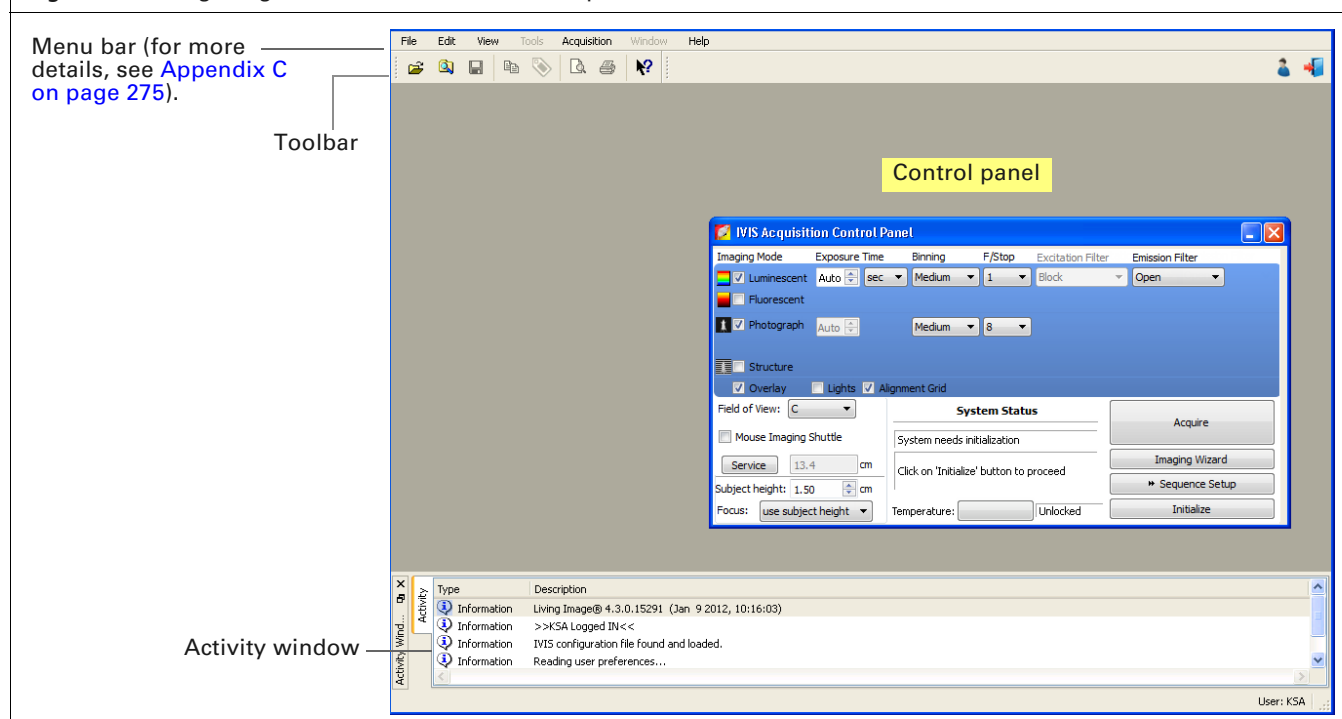 Menu bar (for more
details, see Appendix C
on page 275).
Toolbar
File Edit View Tools Acquisition Window Help
Control panel
IVIS Acquisition Control Panel
Imaging Mode Exposure Time Binning F/Stop Excitation Filter Emission Filter
Luminescent Auto sec Medium 1 Block Open
Fluorescent
Photograph Auto Medium 8
Structure
Overlay Lights Alignment Grid
Field of View: C
Mouse Imaging Shuttle
Service 13.4 cm
Subject height: 1.50 cm
Focus: use subject height
System Status
System needs initialization
Click on 'Initialize' button to proceed
Temperature: Unlocked
Acquire
Imaging Wizard
Sequence Setup
Initialize
Activity window
Activity Wind...
Activity
Type Description
Information Living Image® 4.3.0.15291 (Jan 9 2012, 10:16:03)
Information >>KSA Logged IN<<
Information IVIS configuration file found and loaded.
Information Reading user preferences...
User: KSA